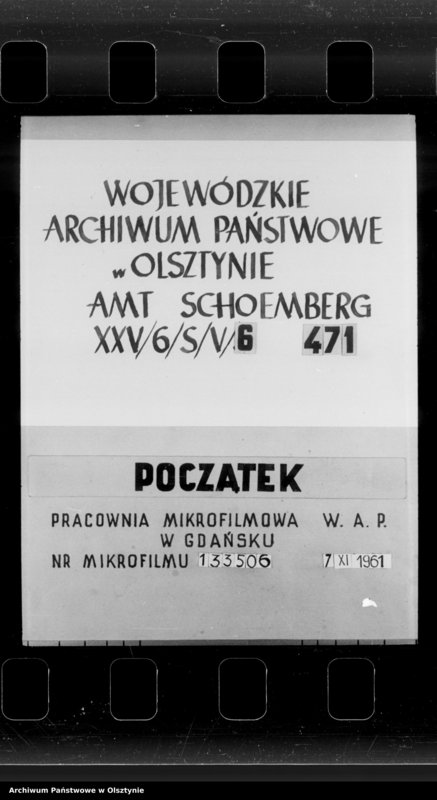 WOJEWÓDZKIE
ARCHIWUM PAŃSTWOWE
w OLSZTYNIE
AMT SCHOEMBERG
XXV/6/S/V/.6 471
POCZĄTEK
PRACOWNIA MIKROFILMOWA W. A. P.
W GDAŃSKU
NR MIKROFILMU 133506 7 XI 1961
Archiwum Państwowe w Olsztynie